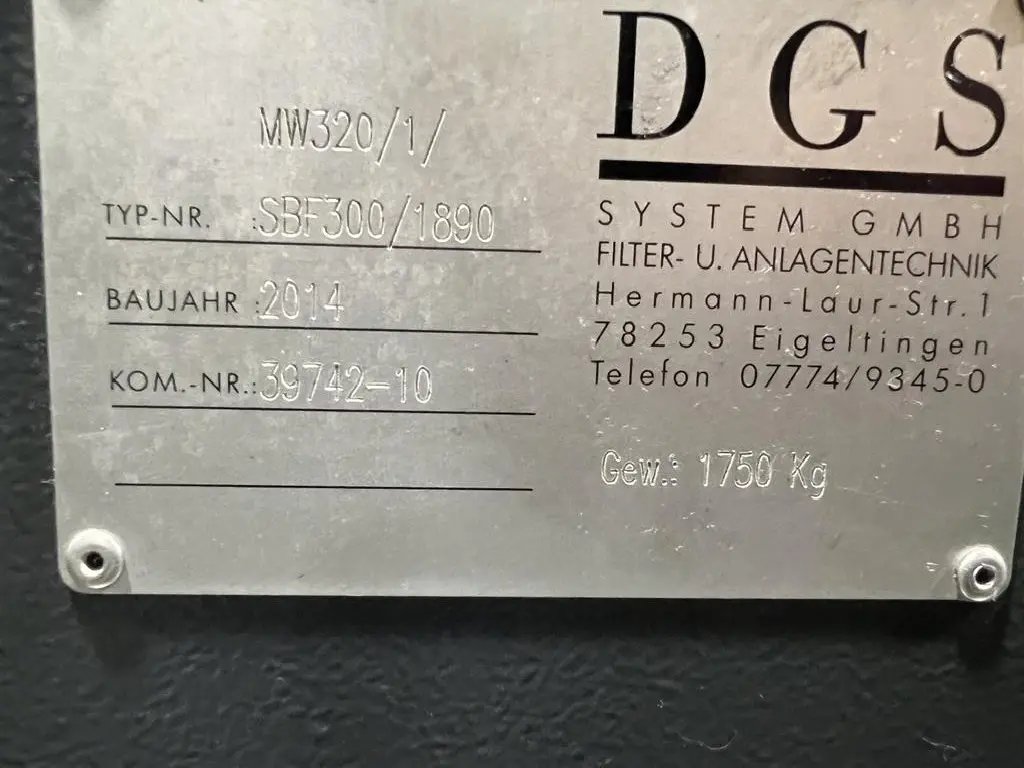 MW320/1/
TYP-NR. :SBF300/1890
BAUJAHR :2014
KOM.-NR.:39742-10
DGS
SYSTEM GMBH
FILTER- U. ANLAGENTECHNIK
Hermann-Laur-Str.1
78253 Eigeltingen
Telefon 07774/9345-0
Gew.: 1750 Kg